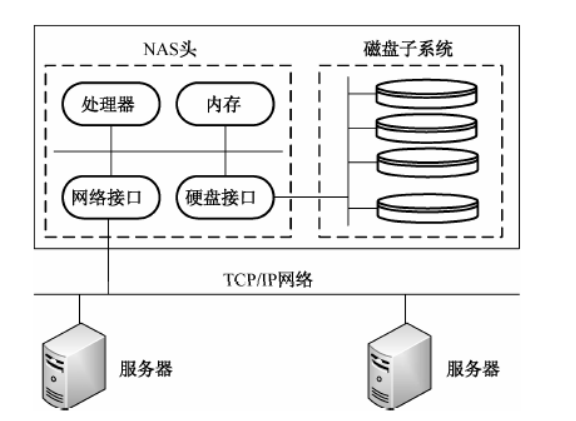 NAS头
磁盘子系统
处理器
内存
网络接口
硬盘接口
TCP/IP网络
服务器
服务器